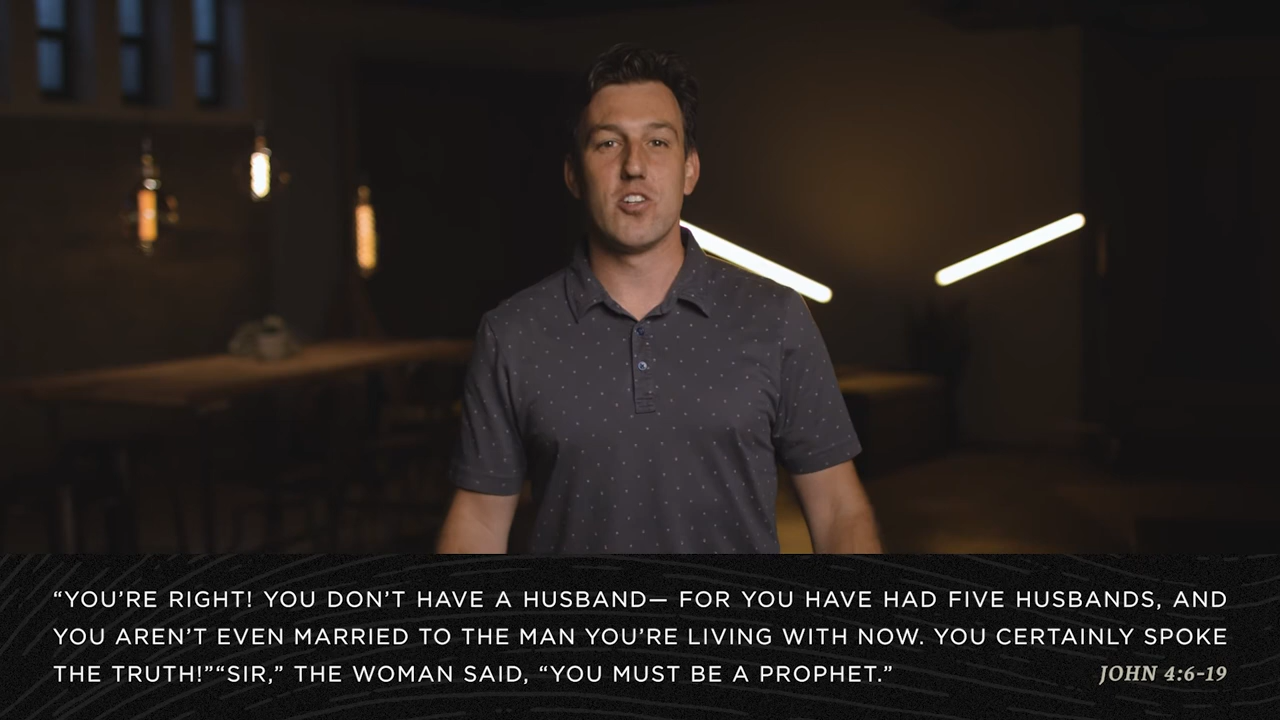 “YOU’RE RIGHT! YOU DON’T HAVE A HUSBAND— FOR YOU HAVE HAD FIVE HUSBANDS, AND
YOU AREN’T EVEN MARRIED TO THE MAN YOU’RE LIVING WITH NOW. YOU CERTAINLY SPOKE
THE TRUTH!”“SIR,” THE WOMAN SAID, “YOU MUST BE A PROPHET.”
JOHN 4:6-19